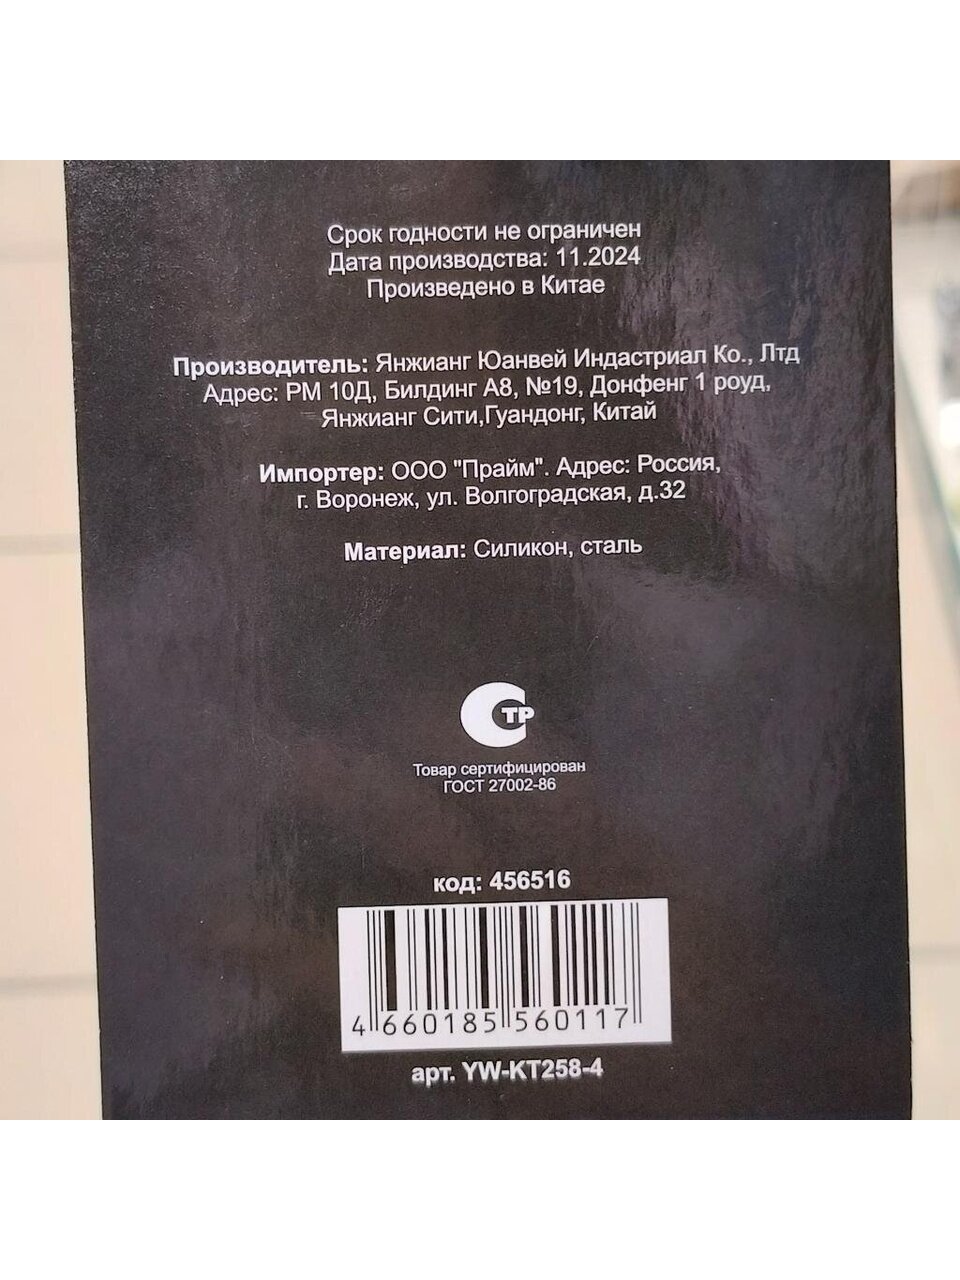 Срок годности не ограничен
Дата производства: 11.2024
Произведено в Китае
Производитель: Янжианг Юанвей Индастриал Ко., Лтд
Адрес: РМ 10Д, Билдинг А8, №19, Донфенг 1 роуд,
Янжианг Сити,Гуандонг, Китай
Импортер: ООО "Прайм". Адрес: Россия,
г. Воронеж, ул. Волгоградская, д.32
Материал: Силикон, сталь
СТР
Товар сертифицирован
ГОСТ 27002-86
код: 456516
4 660185 560117
арт. YW-KT258-4